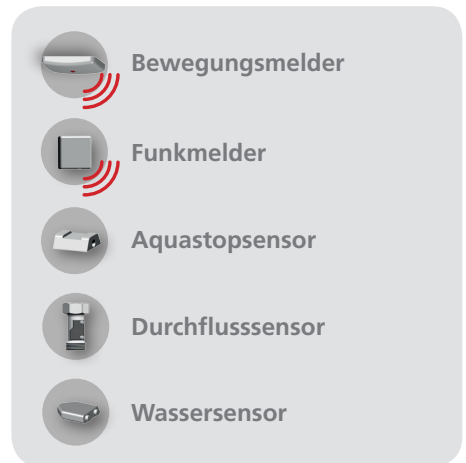 Bewegungsmelder
Funkmelder
Aquastopsensor
Durchflusssensor
Wassersensor